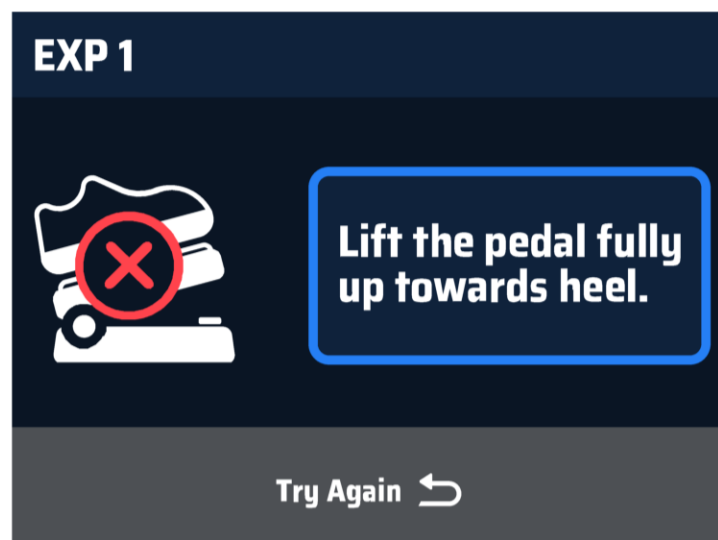 EXP 1
Lift the pedal fully
up towards heel.
Try Again